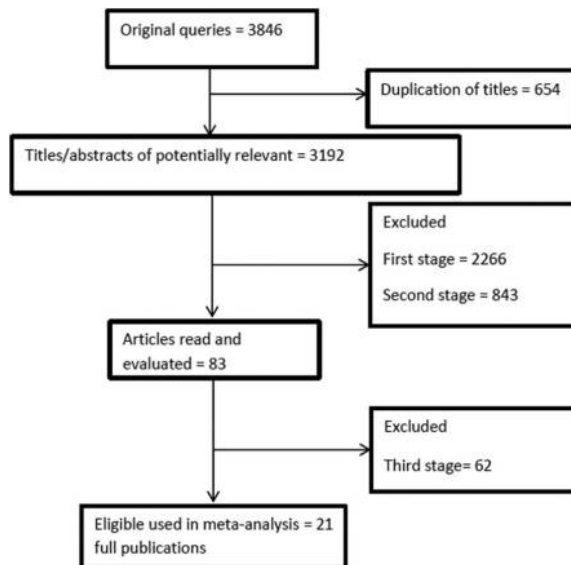 Original queries = 3846
Duplication of titles = 654
Titles/abstracts of potentially relevant = 3192
Excluded
First stage = 2266
Second stage = 843
Articles read and
evaluated = 83
Excluded
Third stage= 62
Eligible used in meta-analysis = 21
full publications